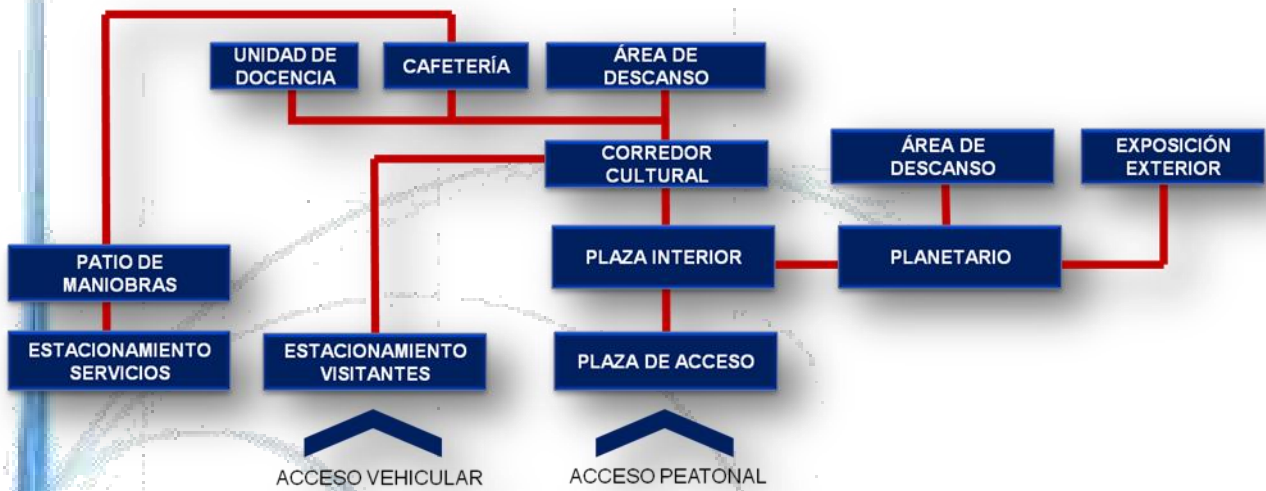 UNIDAD DE
DOCENCIA
CAFETERÍA
ÁREA DE
DESCANSO
CORREDOR
CULTURAL
ÁREA DE
DESCANSO
EXPOSICIÓN
EXTERIOR
PATIO DE
MANIOBRAS
PLAZA INTERIOR
PLANETARIO
ESTACIONAMIENTO
SERVICIOS
ESTACIONAMIENTO
VISITANTES
PLAZA DE ACCESO
ACCESO VEHICULAR
ACCESO PEATONAL